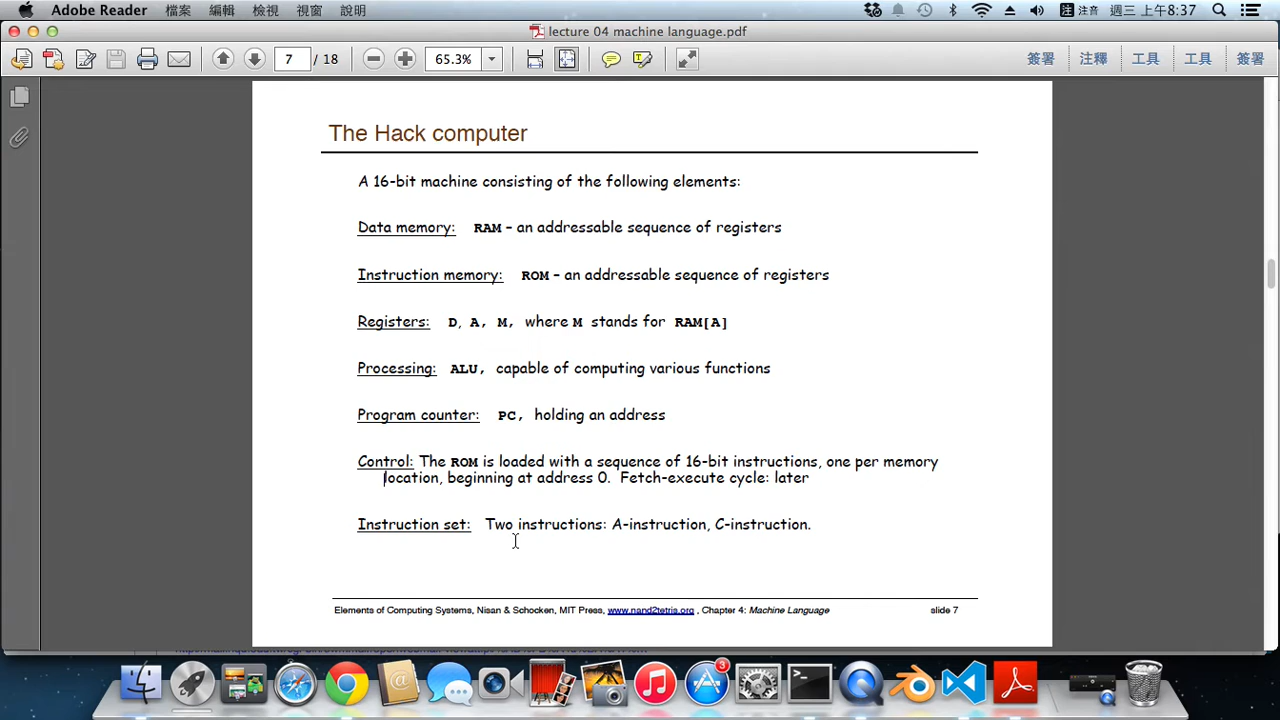 Adobe Reader 檔案 編輯 檢視 視窗 說明 注音 週三 上午8:37
lecture 04 machine language.pdf
7 / 18 65.3% 簽署 注釋 工具 工具 簽署
The Hack computer
A 16-bit machine consisting of the following elements:
Data memory: RAM – an addressable sequence of registers
Instruction memory: ROM – an addressable sequence of registers
Registers: D, A, M, where M stands for RAM[A]
Processing: ALU, capable of computing various functions
Program counter: PC, holding an address
Control: The ROM is loaded with a sequence of 16-bit instructions, one per memory
location, beginning at address 0. Fetch-execute cycle: later
Instruction set: Two instructions: A-instruction, C-instruction.
Elements of Computing Systems, Nisan & Schocken, MIT Press, www.nand2tetris.org , Chapter 4: Machine Language slide 7
3